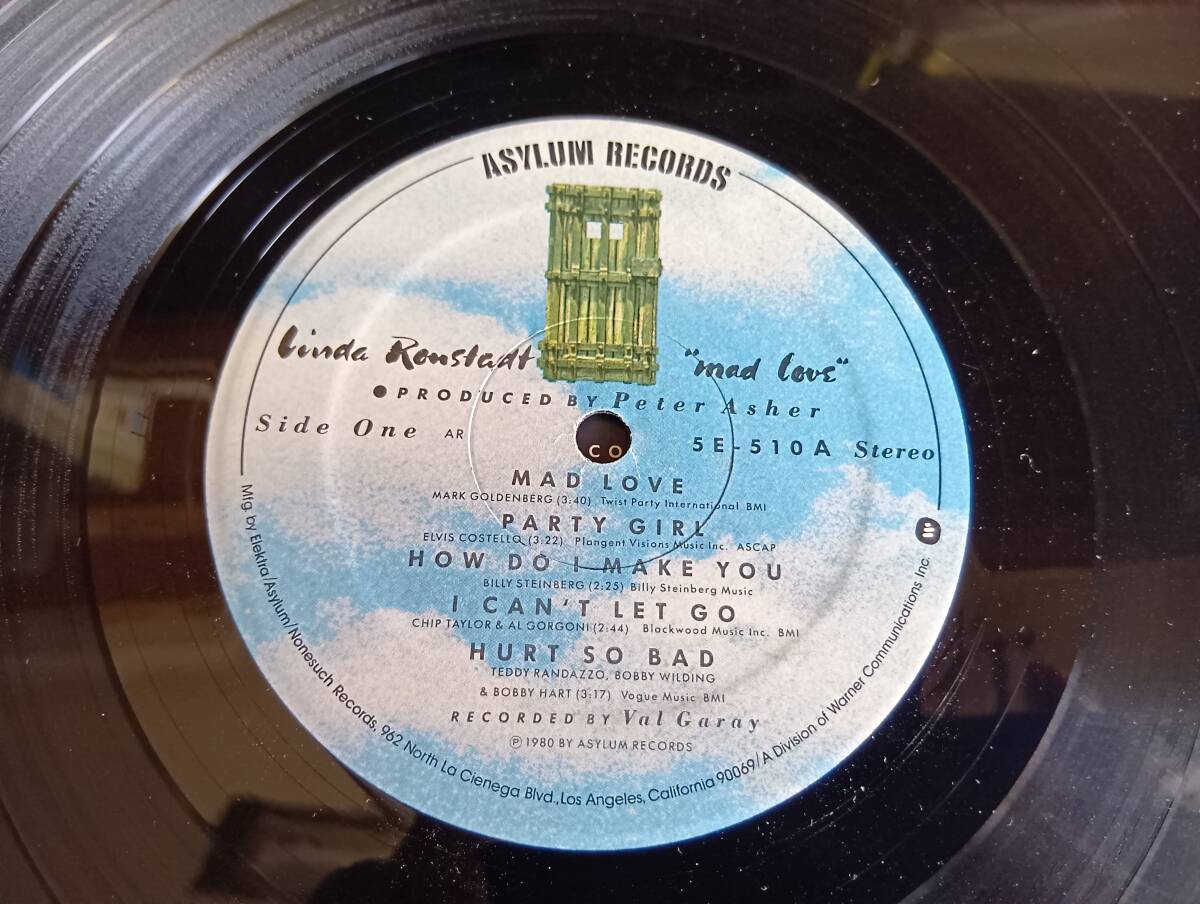 ASYLUM RECORDS
Linda Ronstadt "mad love"
PRODUCED BY Peter Asher
Side One AR 5E-510A Stereo
CO
MAD LOVE
MARK GOLDENBERG (3:40) Twist Party International BMI
PARTY GIRL
ELVIS COSTELLO (3:22) Plangent Visions Music Inc. ASCAP
HOW DO I MAKE YOU
BILLY STEINBERG (2:25) Billy Steinberg Music
I CAN'T LET GO
CHIP TAYLOR & AL GORGONI (2:44) Blackwood Music Inc. BMI
HURT SO BAD
TEDDY RANDAZZO, BOBBY WILDING
& BOBBY HART (3:17) Vogue Music BMI
RECORDED BY Val Garay
℗ 1980 BY ASYLUM RECORDS
Mfg by Elektra/Asylum/Nonesuch Records, 962 North La Cienega Blvd., Los Angeles, California 90069/A Division of Warner Communications Inc.